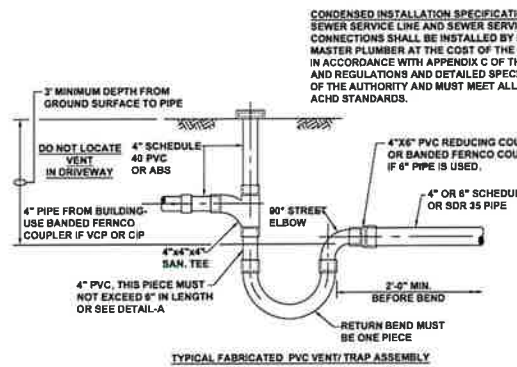 CONDENSED INSTALLATION
SEWER SERVICE LINE AND SEWER
CONNECTIONS SHALL BE INSTALLED BY
MASTER PLUMBER AT THE COST OF THE
IN ACCORDANCE WITH APPENDIX C OF
AND REGULATIONS AND DETAILED
OF THE AUTHORITY AND MUST MEET ALL
ACHD STANDARDS.
3' MINIMUM DEPTH FROM
GROUND SURFACE TO PIPE
DO NOT LOCATE
VENT
IN DRIVEWAY
4" SCHEDULE
40 PVC
OR ABS
4"X6" PVC REDUCING
OR BANDED FERNCO
IF 6" PIPE IS USED.
4" PIPE FROM BUILDING-
USE BANDED FERNCO
COUPLER IF VCP OR CIP
90° STREET
ELBOW
4" OR 6"
OR SDR 35 PIPE
4"x4"x4"
SAN. TEE
4" PVC, THIS PIECE MUST
NOT EXCEED 6" IN LENGTH
OR SEE DETAIL-A
2'-0" MIN.
BEFORE BEND
RETURN BEND MUST
BE ONE PIECE
TYPICAL FABRICATED PVC VENT/ TRAP ASSEMBLY